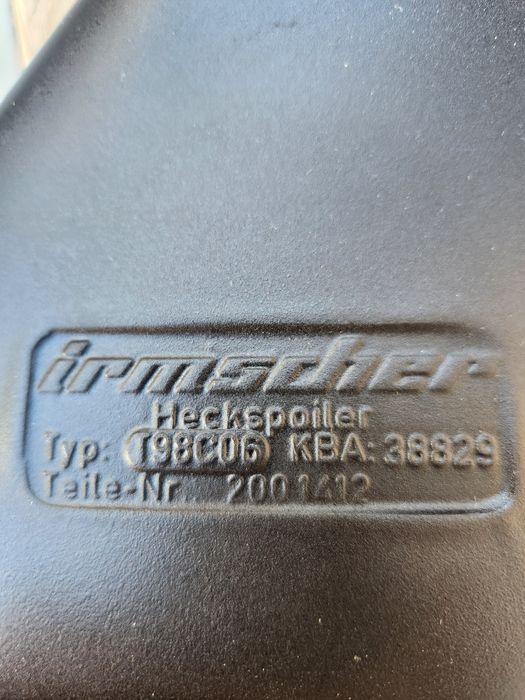 irmscher
Heckspoiler
Typ: T98C06 KBA: 38829
Teile-Nr. 2001412